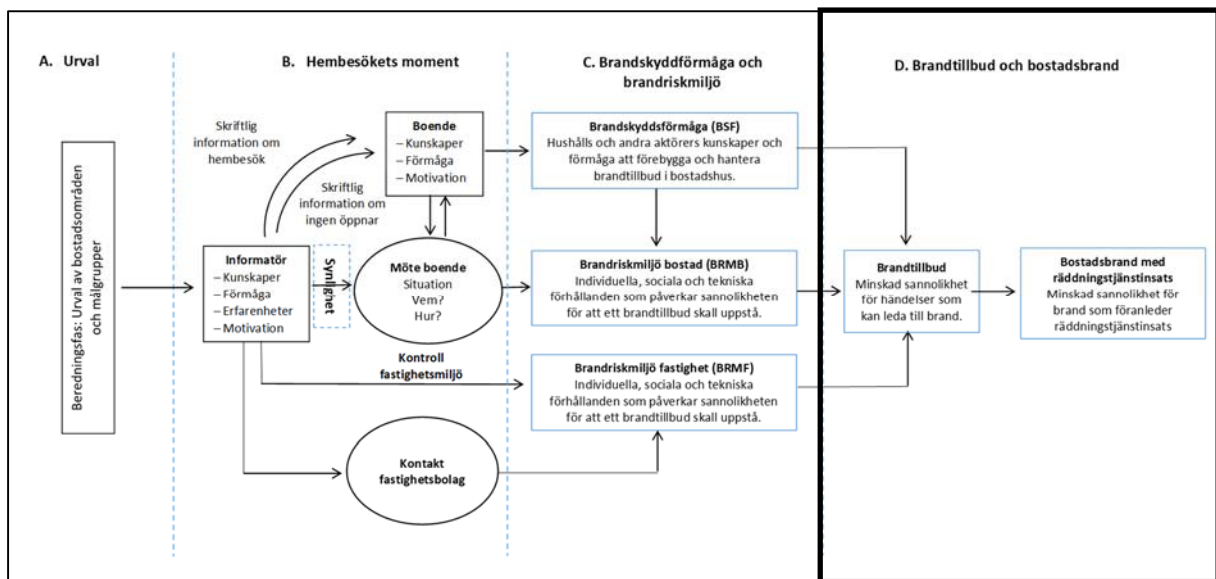 A. Urval
B. Hembesökets moment
C. Brandskyddförmåga och
brandriskmiljö
D. Brandtillbud och bostadsbrand
Beredningsfas: Urval av bostadsområden
och målgrupper
Skriftlig
information om
hembesök
Skriftlig
information om
ingen öppnar
Informatör
– Kunskaper
– Förmåga
– Erfarenheter
– Motivation
Synlighet
Boende
– Kunskaper
– Förmåga
– Motivation
Möte boende
Situation
Vem?
Hur?
Kontroll
fastighetsmiljö
Kontakt
fastighetsbolag
Brandskyddsförmåga (BSF)
Hushålls och andra aktörers kunskaper och
förmåga att förebygga och hantera
brandtillbud i bostadshus.
Brandriskmiljö bostad (BRMB)
Individuella, sociala och tekniska
förhållanden som påverkar sannolikheten
för att ett brandtillbud skall uppstå.
Brandriskmiljö fastighet (BRMF)
Individuella, sociala och tekniska
förhållanden som påverkar sannolikheten
för att ett brandtillbud skall uppstå.
Brandtillbud
Minskad sannolikhet
för händelser som
kan leda till brand.
Bostadsbrand med
räddningstjänstinsats
Minskad sannolikhet för
brand som föranleder
räddningstjänstinsats